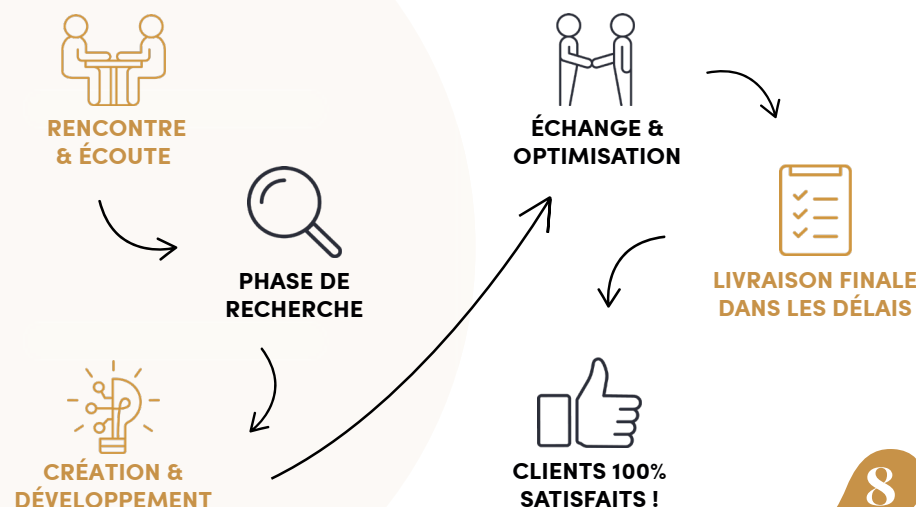 RENCONTRE
& ÉCOUTE
PHASE DE
RECHERCHE
CRÉATION &
DÉVELOPPEMENT
ÉCHANGE &
OPTIMISATION
LIVRAISON FINALE
DANS LES DÉLAIS
CLIENTS 100%
SATISFAITS !
8